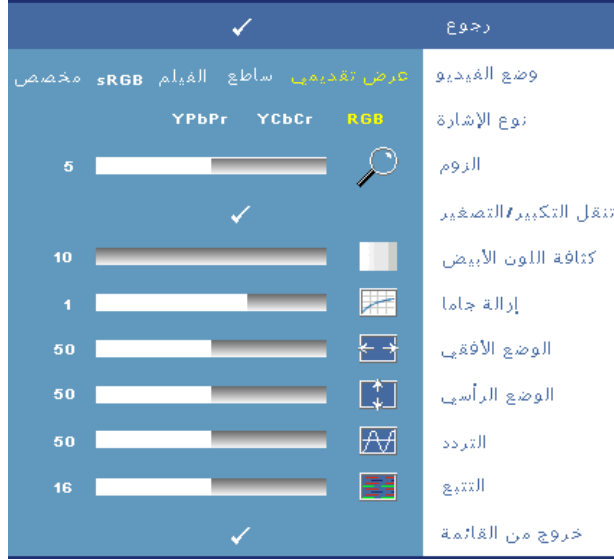 رجوع
وضع الفيديو عرض تقديمي ساطع الفيلم sRGB مخصص
نوع الإشارة RGB YCbCr YPbPr
الزوم 5
تنقل التكبير/التصغير
كثافة اللون الأبيض 10
إرالة جاما 1
الوضع الأفقي 50
الوضع الرأسي 50
التردد 50
التتبع 16
خروج من القائمة